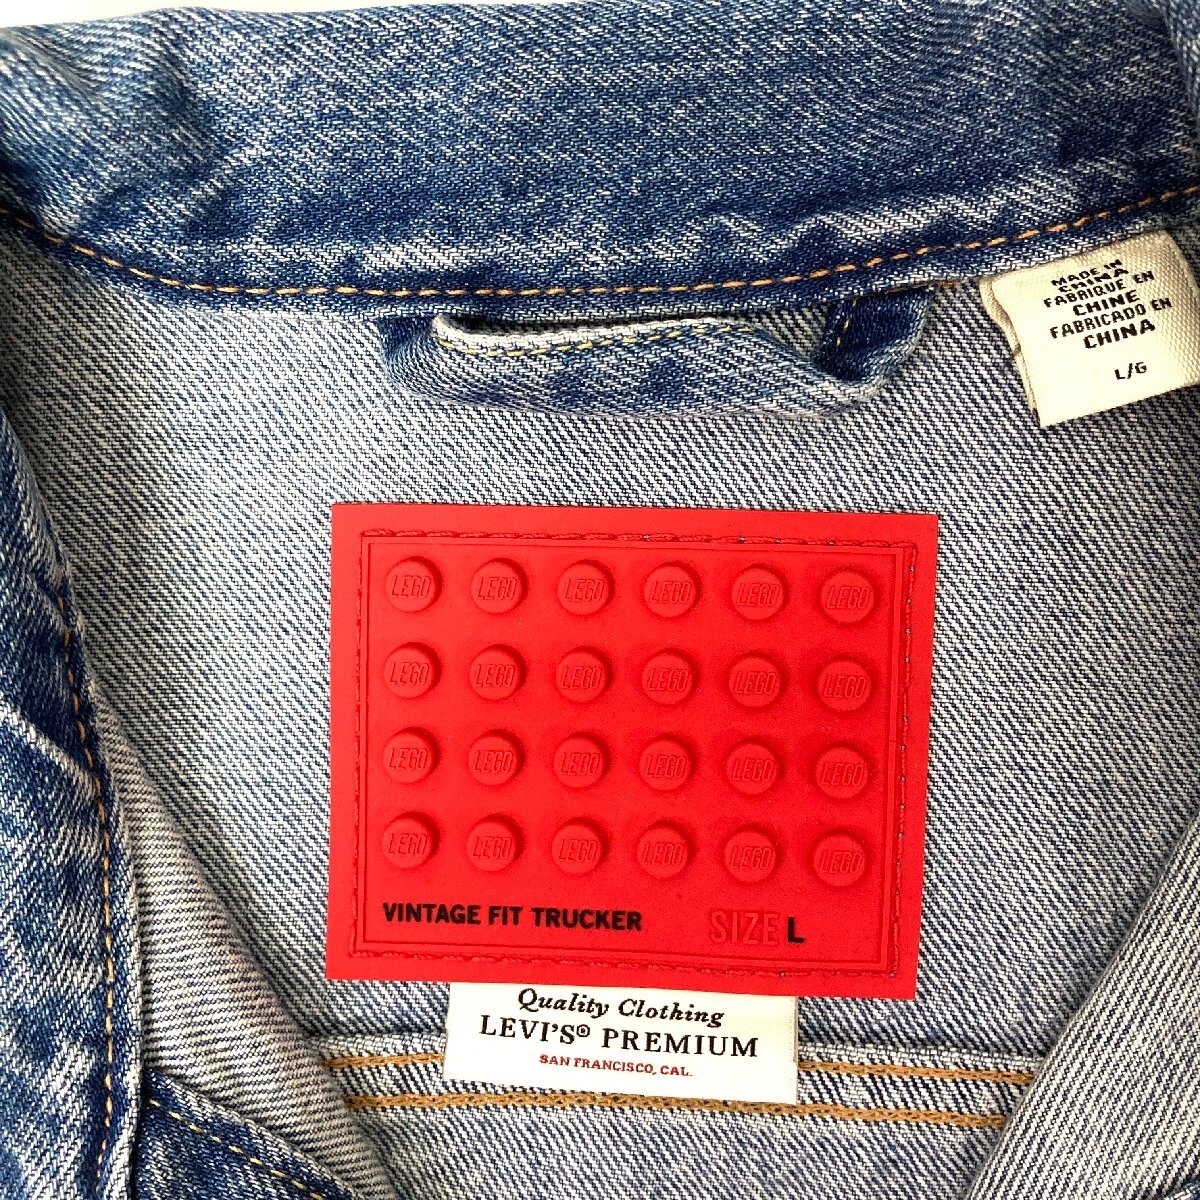 MADE IN
CHINA
FABRIQUE EN
CHINE
FABRICADO EN
CHINA
L/G
LEGO LEGO LEGO LEGO LEGO LEGO
LEGO LEGO LEGO LEGO LEGO LEGO
LEGO LEGO LEGO LEGO LEGO LEGO
LEGO LEGO LEGO LEGO LEGO LEGO
VINTAGE FIT TRUCKER SIZE L
Quality Clothing
LEVI'S® PREMIUM
SAN FRANCISCO, CAL.